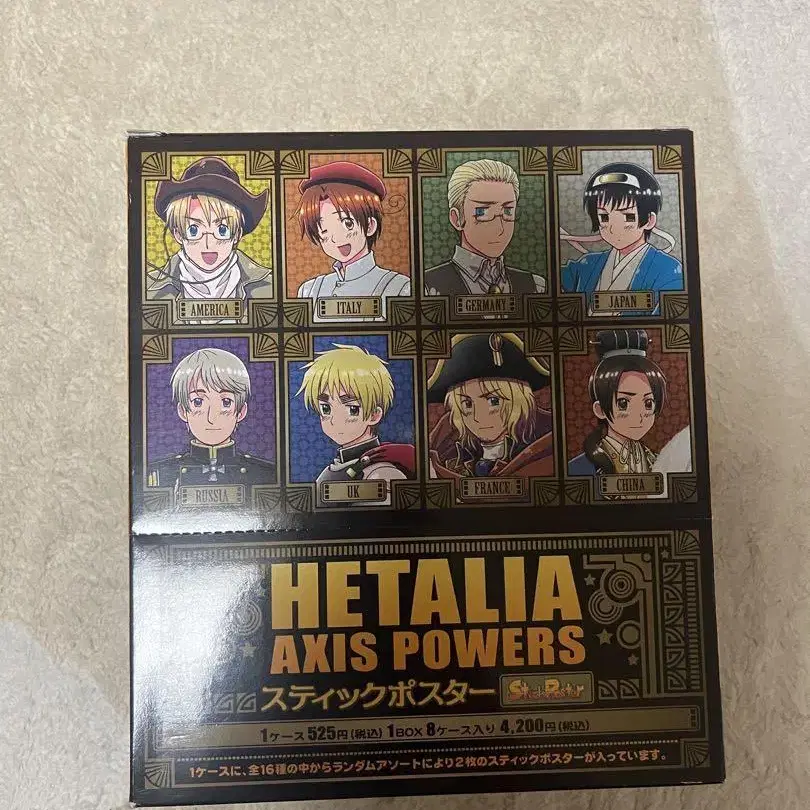 AMERICA
ITALY
GERMANY
JAPAN
RUSSIA
UK
FRANCE
CHINA
HETALIA
AXIS POWERS
スティックポスター Stick Poster
1ケース525円(税込) 1BOX 8ケース入り 4,200円(税込)
1ケースに、全16種の中からランダムアソートにより2枚のスティックポスターが入っています。